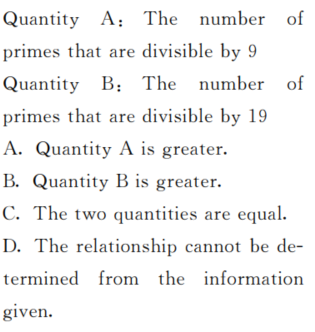 Quantity A: The number of
primes that are divisible by 9
Quantity B: The number of
primes that are divisible by 19
A. Quantity A is greater.
B. Quantity B is greater.
C. The two quantities are equal.
D. The relationship cannot be de-
termined from the information
given.